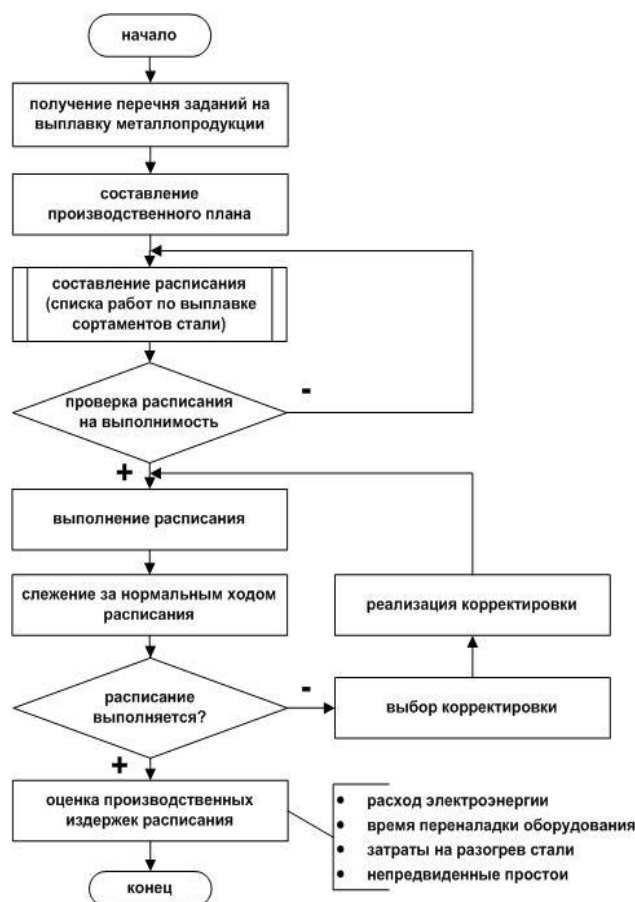 начало
получение перечня заданий на
выплавку металлопродукции
составление
производственного плана
составление расписания
(списка работ по выплавке
сортаментов стали)
проверка расписания
на выполнимость
-
+
выполнение расписания
слежение за нормальным ходом
расписания
реализация корректировки
расписание
выполняется?
-
выбор корректировки
+
оценка производственных
издержек расписания
• расход электроэнергии
• время переналадки оборудования
• затраты на разогрев стали
• непредвиденные простои
конец